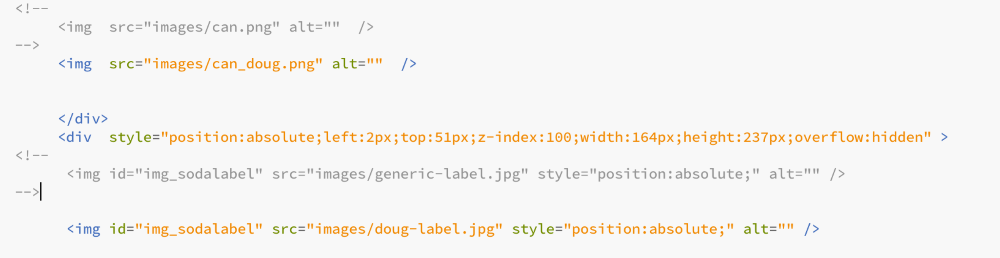 <!--
<img  src="images/can.png" alt=""  />
-->
<img  src="images/can_doug.png" alt=""  />
</div>
<div  style="position:absolute;left:2px;top:51px;z-index:100;width:164px;height:237px;overflow:hidden" >
<!--
<img id="img_sodalabel" src="images/generic-label.jpg" style="position:absolute;" alt="" />
-->
<img id="img_sodalabel" src="images/doug-label.jpg" style="position:absolute;" alt="" />